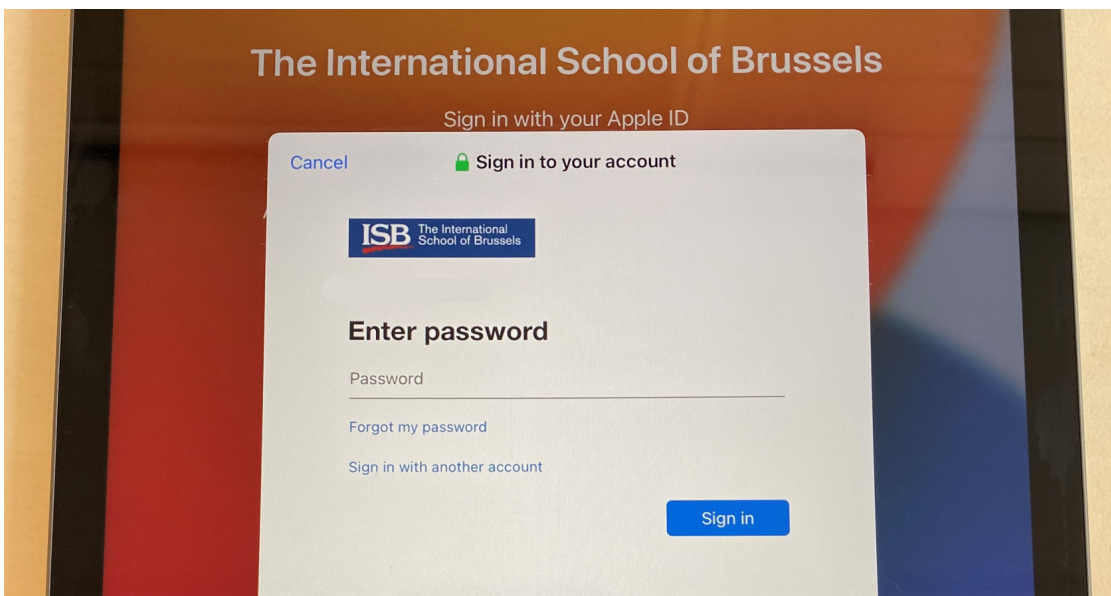 The International School of Brussels
Sign in with your Apple ID
Cancel
Sign in to your account
ISB
The International
School of Brussels
Enter password
Password
Forgot my password
Sign in with another account
Sign in